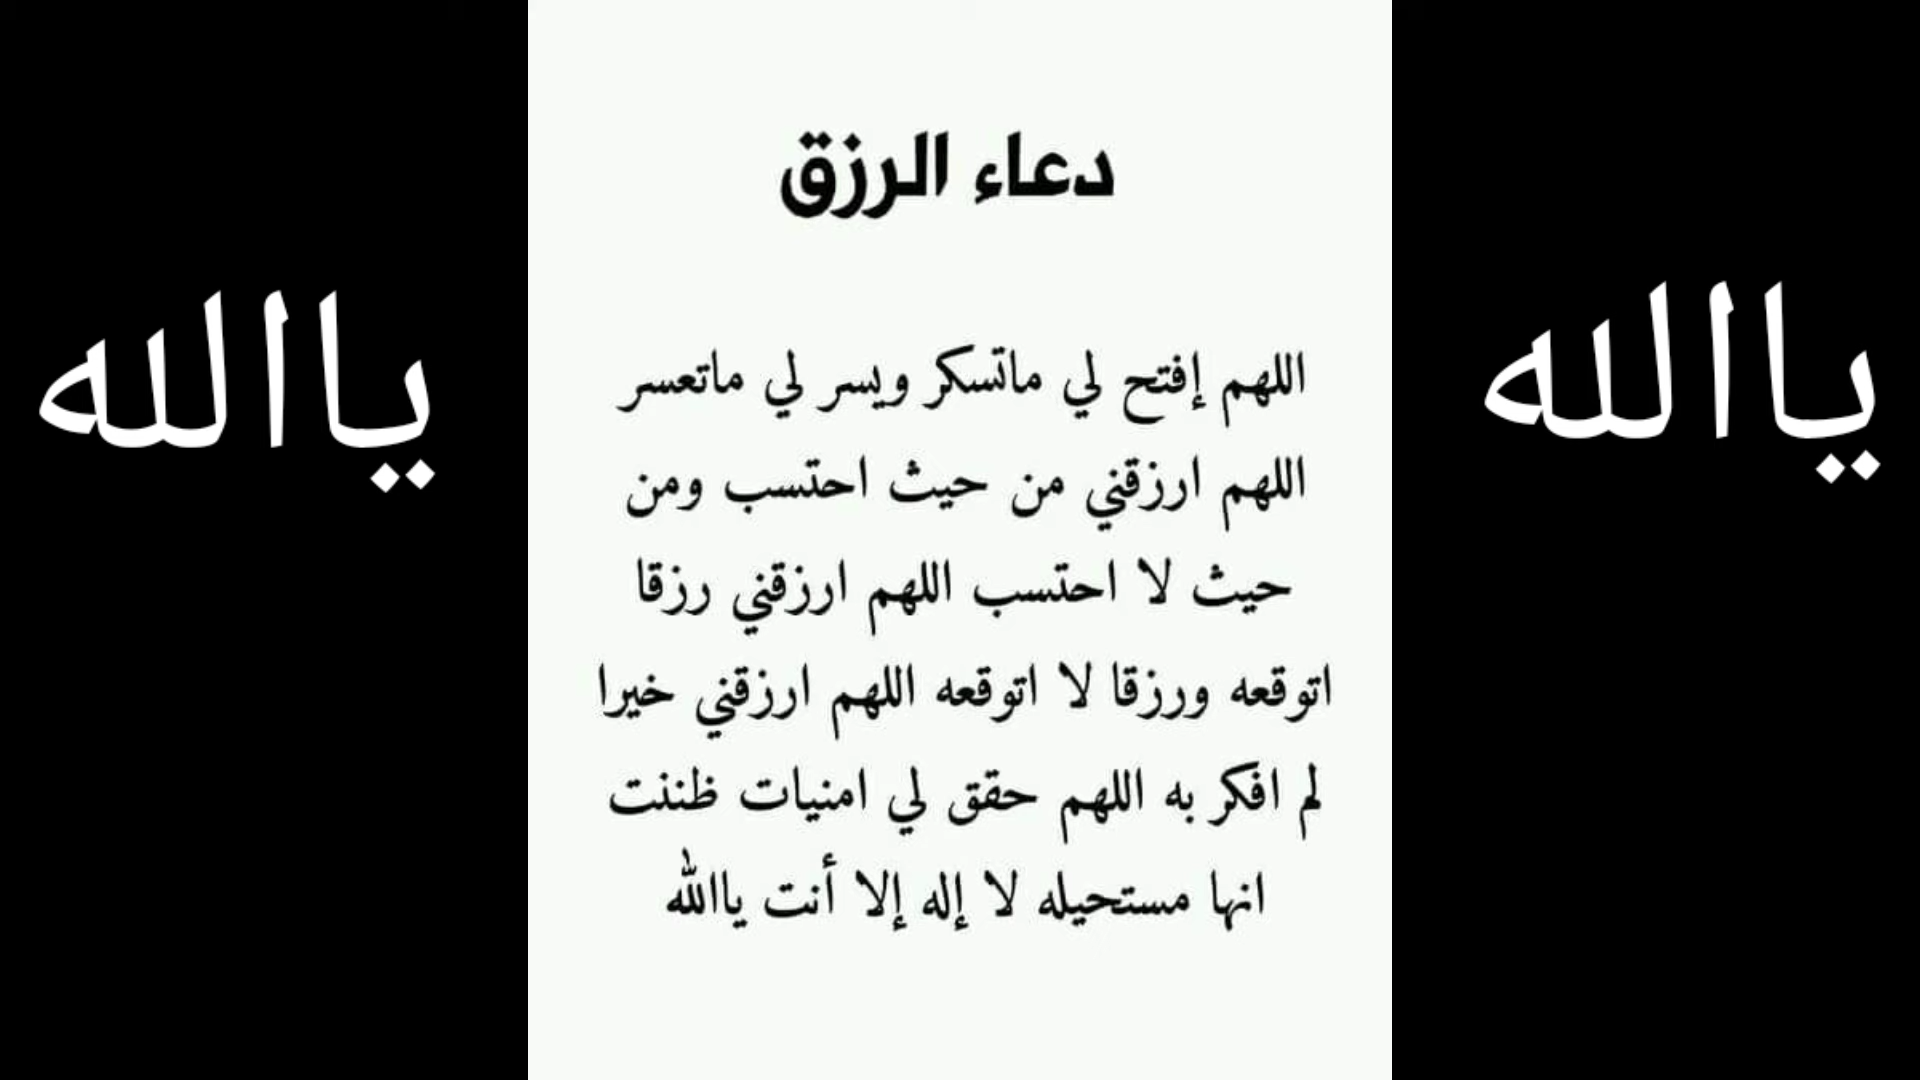 دعاء الرزق
ياالله
ياالله
اللهم إفتح لي ماتسكر ويسر لي ماتعسر
اللهم ارزقني من حيث احتسب ومن
حيث لا احتسب اللهم ارزقني رزقا
اتوقعه ورزقا لا اتوقعه اللهم ارزقني خيرا
لم افكر به اللهم حقق لي امنيات ظننت
انها مستحيله لا إله إلا أنت ياالله